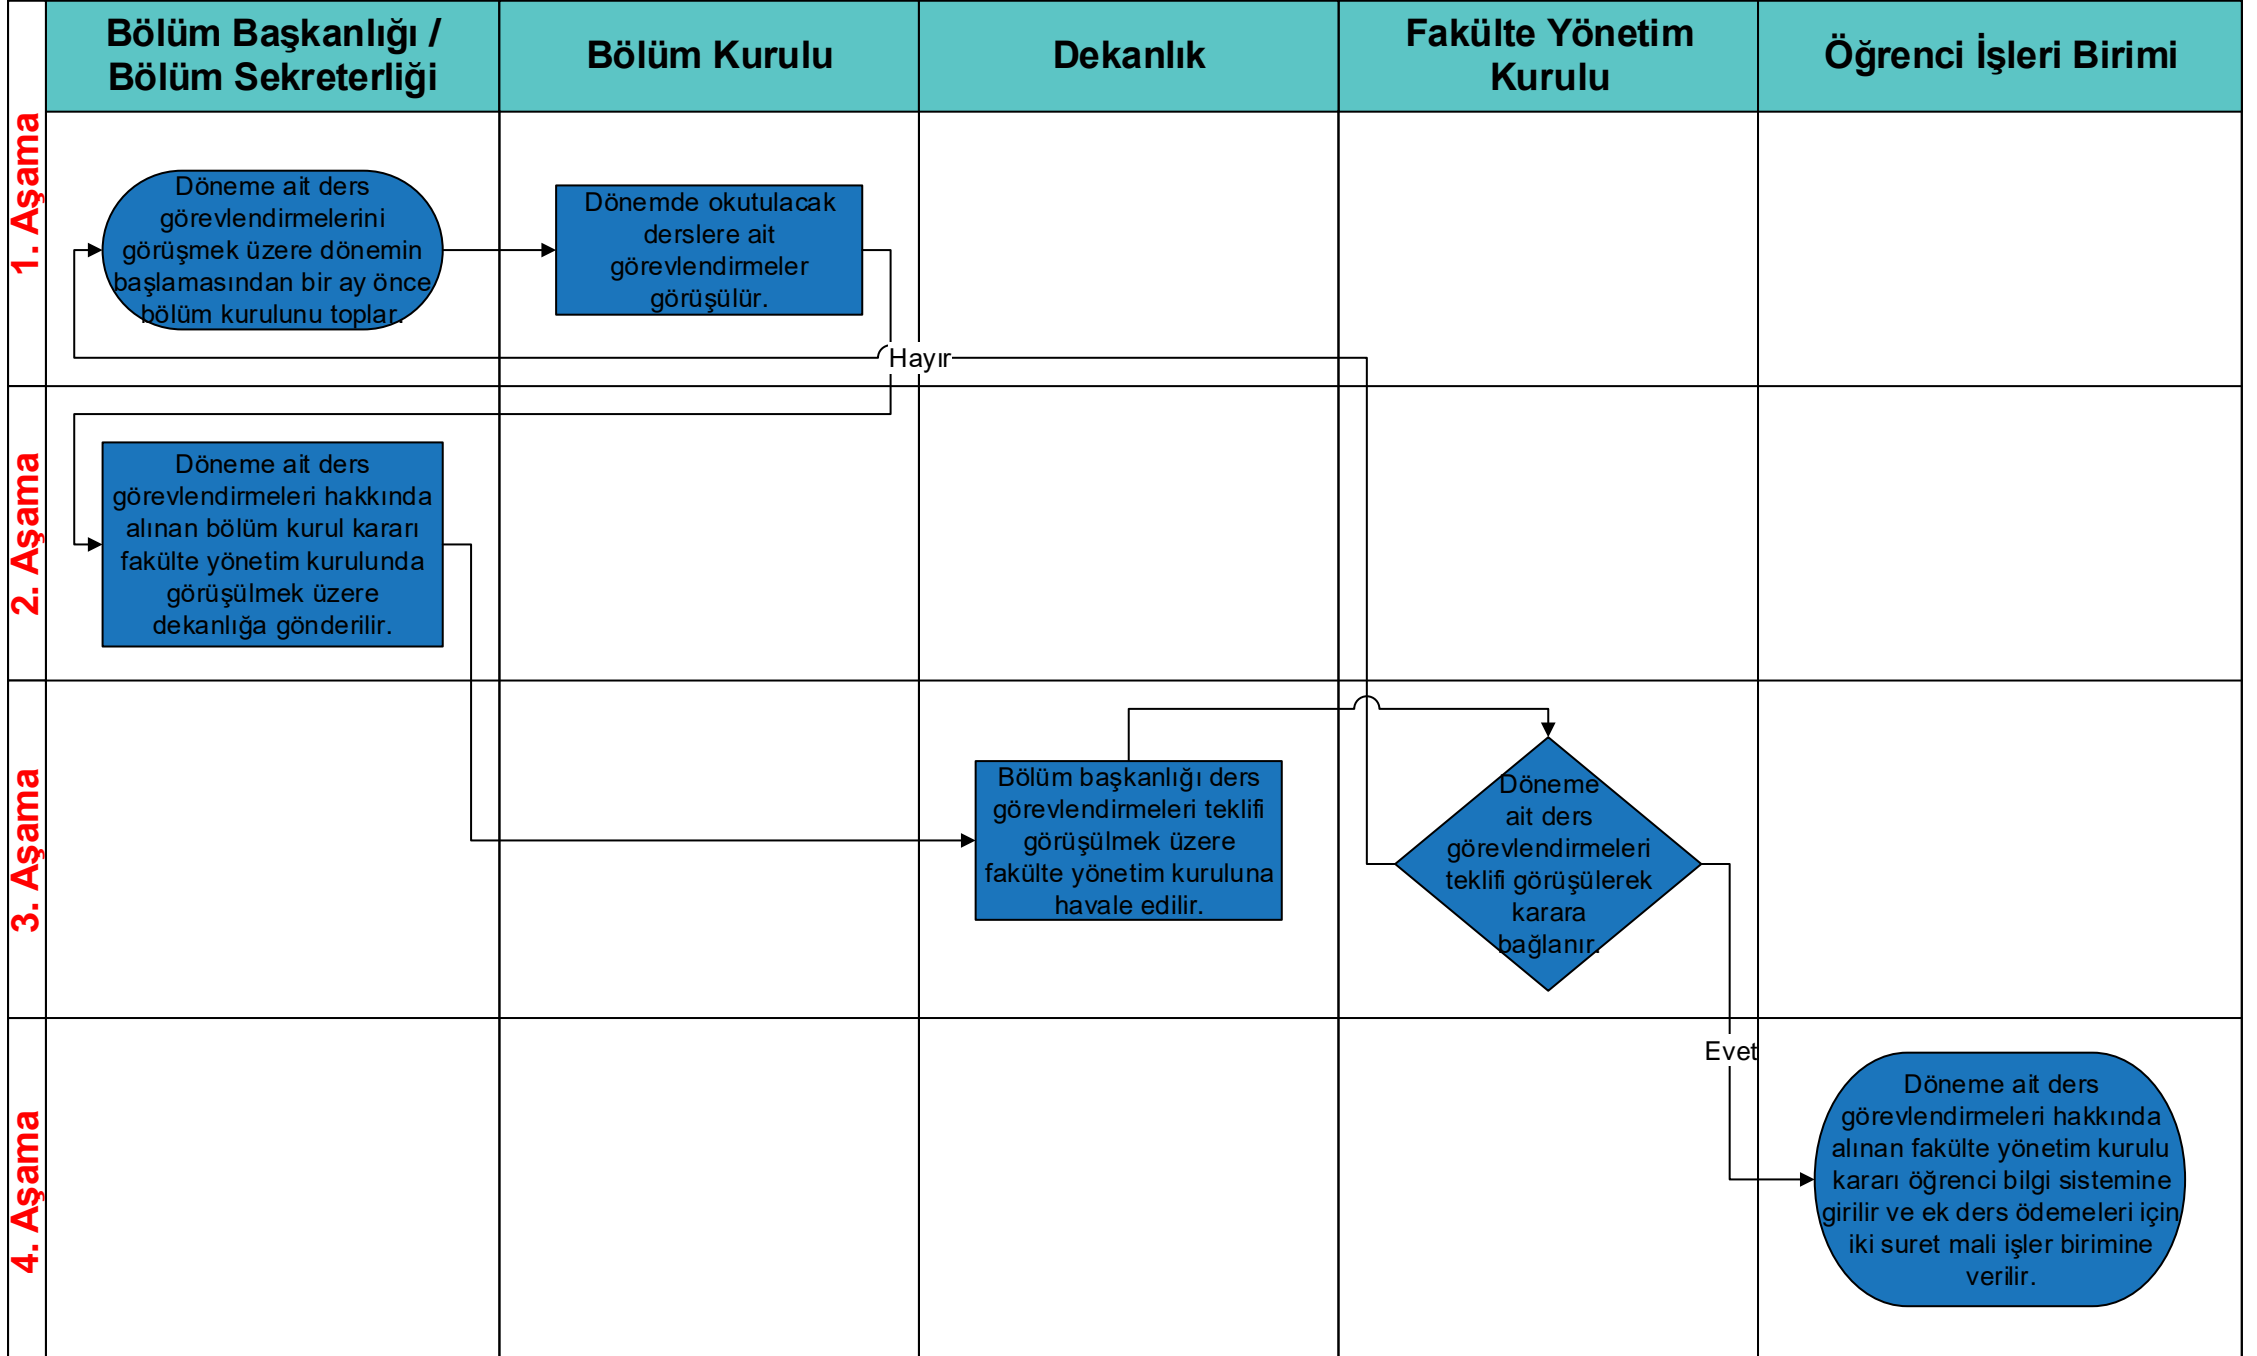 Bölüm Başkanlığı /
Bölüm Sekreterliği
Bölüm Kurulu
Dekanlık
Fakülte Yönetim
Kurulu
Öğrenci İşleri Birimi
1. Aşama
Döneme ait ders
görevlendirmelerini
görüşmek üzere dönemin
başlamasından bir ay önce
bölüm kurulunu toplar.
Dönemde okutulacak
derslere ait
görevlendirmeler
görüşülür.
Hayır
2. Aşama
Döneme ait ders
görevlendirmeleri hakkında
alınan bölüm kurul kararı
fakülte yönetim kurulunda
görüşülmek üzere
dekanlığa gönderilir.
3. Aşama
Bölüm başkanlığı ders
görevlendirmeleri teklifi
görüşülmek üzere
fakülte yönetim kuruluna
havale edilir.
Döneme
ait ders
görevlendirmeleri
teklifi görüşülerek
karara
bağlanır.
4. Aşama
Evet
Döneme ait ders
görevlendirmeleri hakkında
alınan fakülte yönetim kurulu
kararı öğrenci bilgi sistemine
girilir ve ek ders ödemeleri için
iki suret mali işler birimine
verilir.